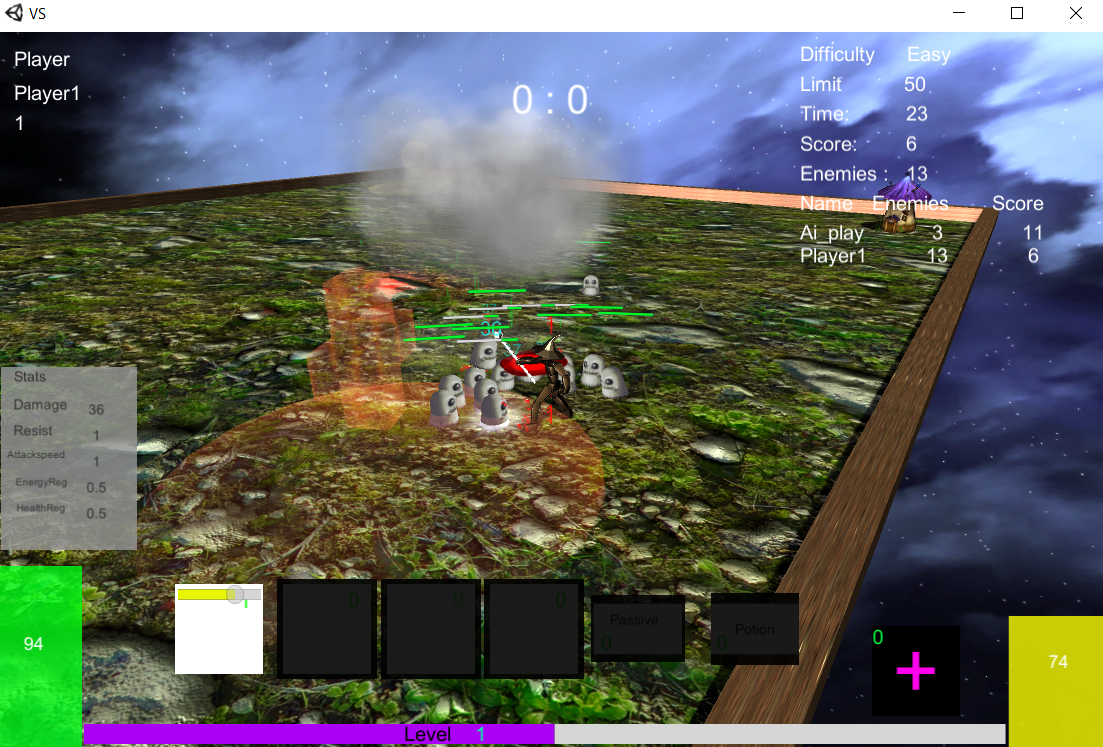 VS
Player
Player1
1
0 : 0
Difficulty Easy
Limit 50
Time: 23
Score: 6
Enemies : 13
Name Enemies Score
Ai_play 3 11
Player1 13 6
36
Stats
Damage 36
Resist 1
Attackspeed 1
EnergyReg 0.5
HealthReg 0.5
94
0
0
0
Passive
0
Potion
0
0
74
Level 1